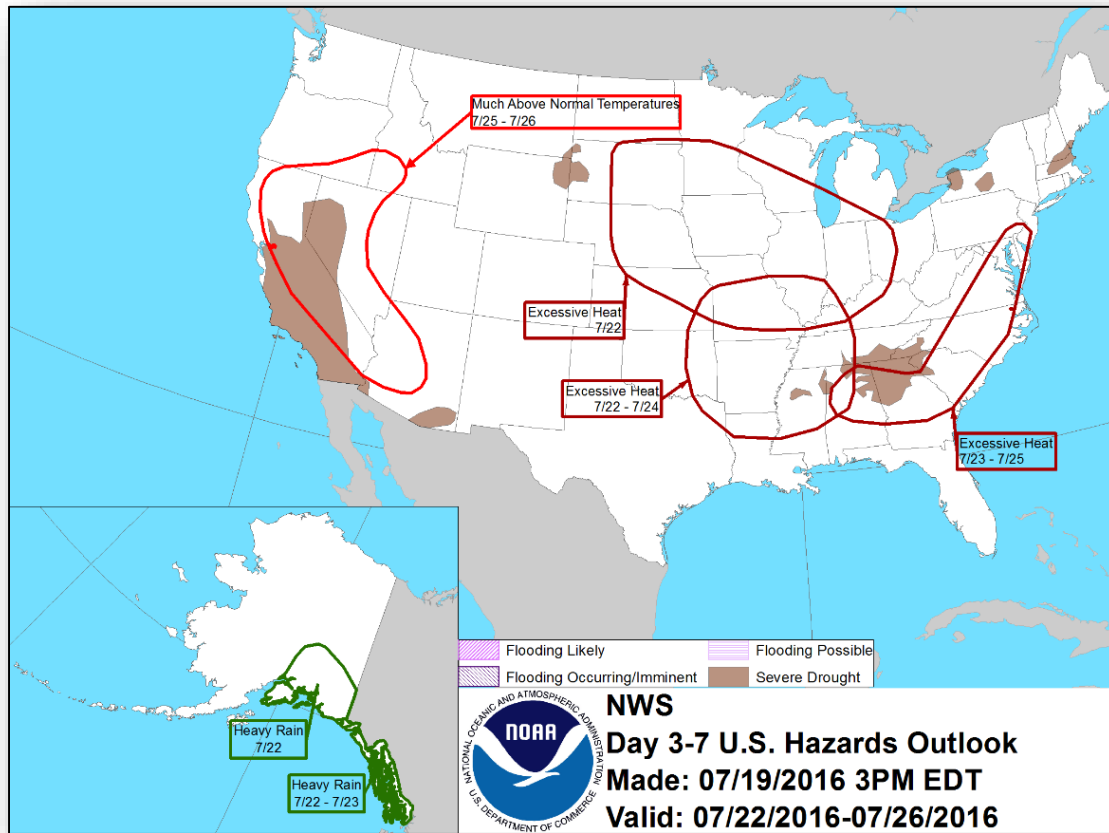 Much Above Normal Temperatures
7/25 - 7/26
Excessive Heat
7/22
Excessive Heat
7/22 - 7/24
Excessive Heat
7/23 - 7/25
Heavy Rain
7/22
Heavy Rain
7/22 - 7/23
Flooding Likely
Flooding Possible
Flooding Occurring/Imminent
Severe Drought
NATIONAL OCEANIC AND ATMOSPHERIC ADMINISTRATION
NOAA
U.S. DEPARTMENT OF COMMERCE
NWS
Day 3-7 U.S. Hazards Outlook
Made: 07/19/2016 3PM EDT
Valid: 07/22/2016-07/26/2016